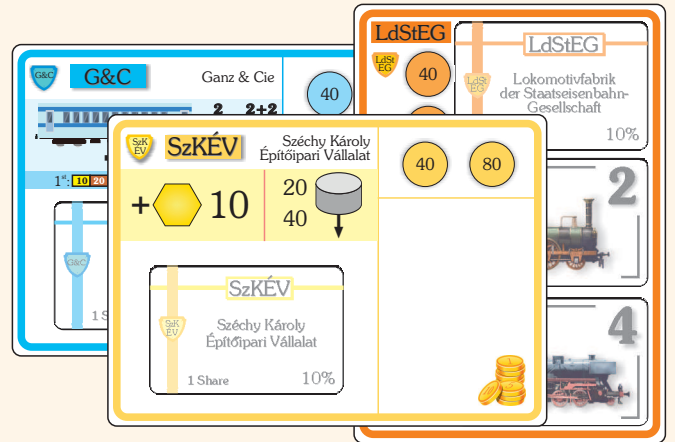 G&C
G&C
Ganz & Cie
40
2 2+2
1st: 10 20
G&C
1 S
LdStEG
LdSt
EG
40
LdStEG
LdSt
EG
Lokomotivfabrik
der Staatseisenbahn-
Gesellschaft
10%
2
4
SzK
ÉV
SzKÉV
Széchy Károly
Építőipari Vállalat
+ 10
20
40
40
80
SzKÉV
SzK
ÉV
Széchy Károly
Építőipari Vállalat
1 Share
10%